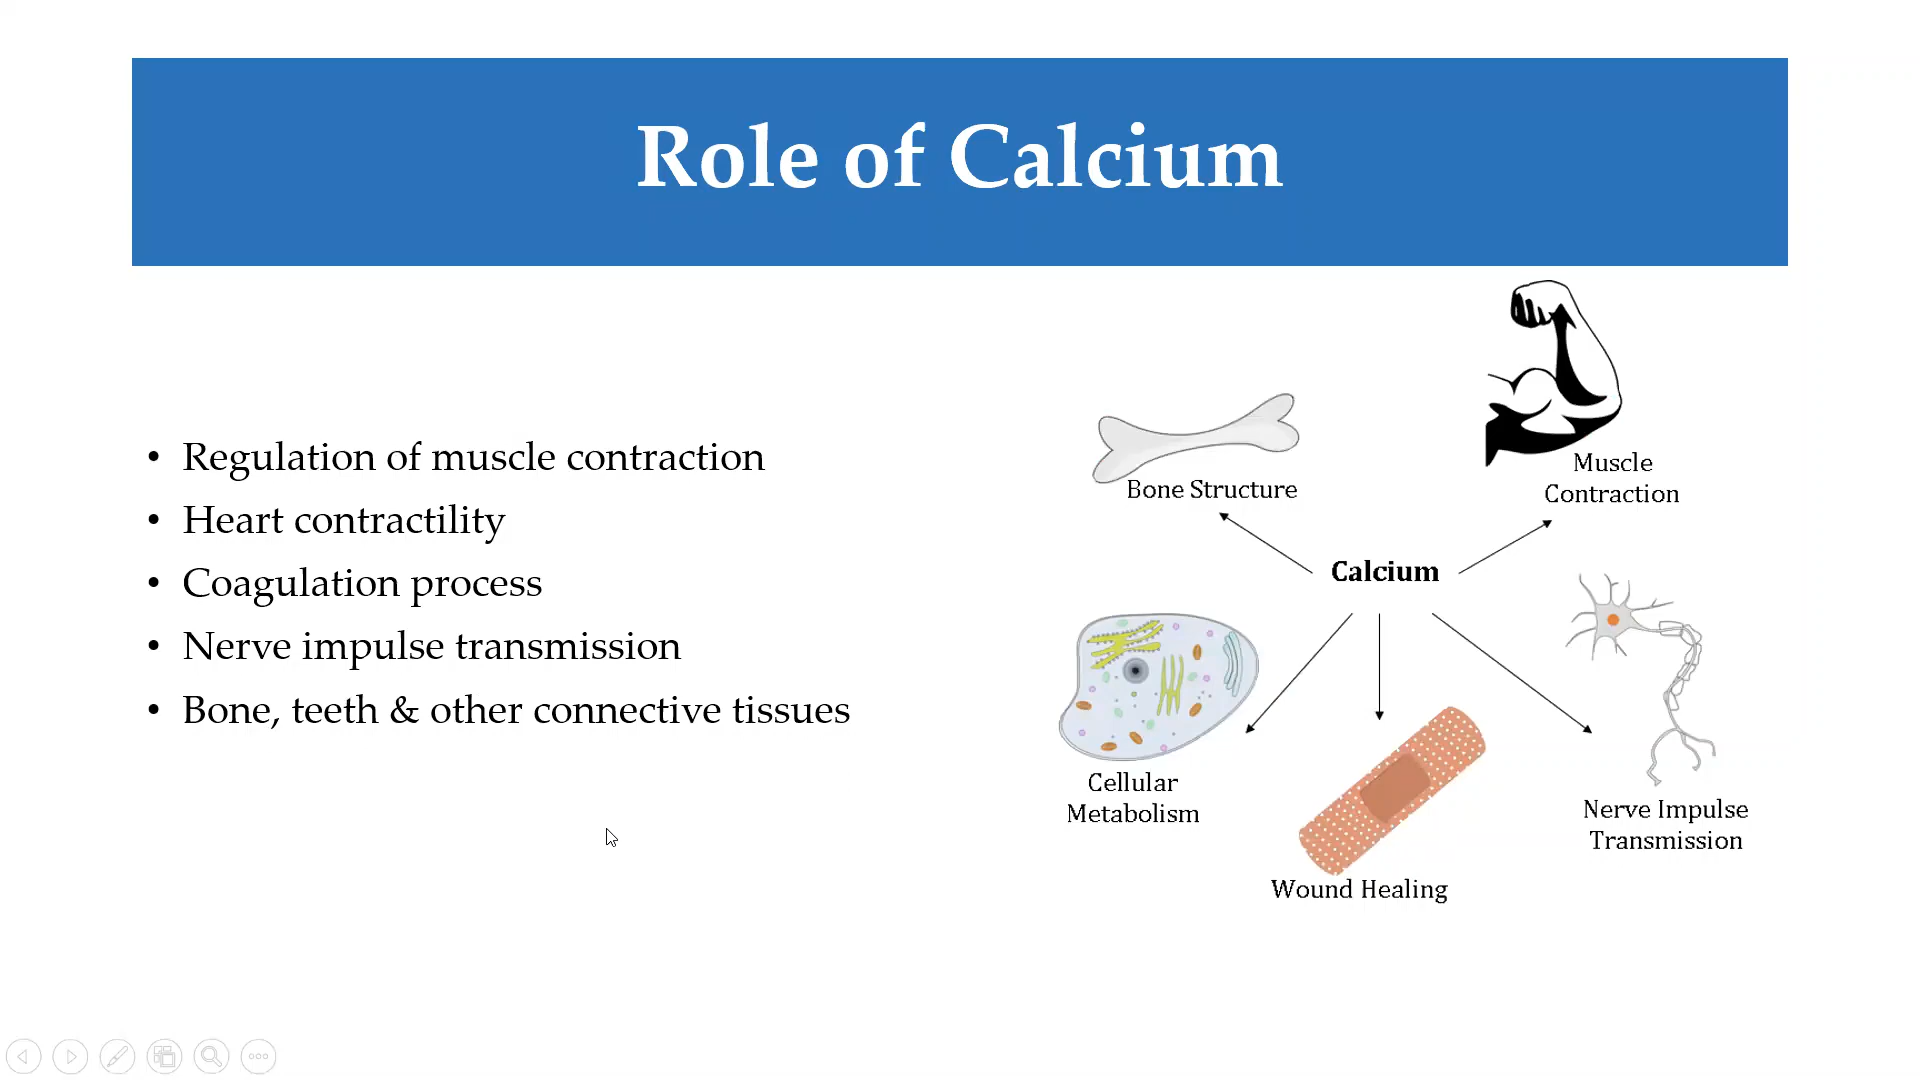 Role of Calcium
• Regulation of muscle contraction
• Heart contractility
• Coagulation process
• Nerve impulse transmission
• Bone, teeth & other connective tissues
Bone Structure
Muscle
Contraction
Calcium
Cellular
Metabolism
Wound Healing
Nerve Impulse
Transmission